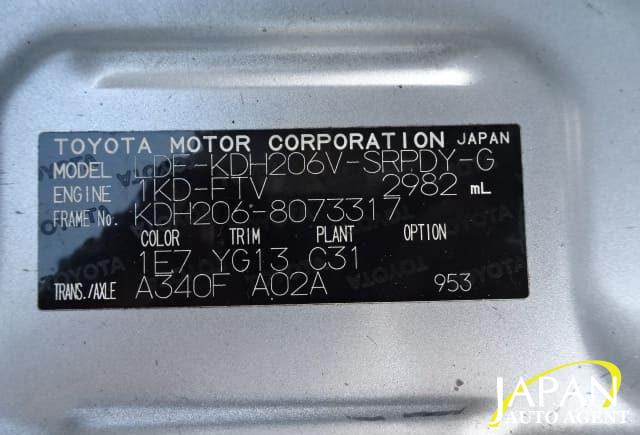 TOYOTA MOTOR CORPORATION JAPAN
MODEL LDF-KDH206V-SRPDY-G
ENGINE 1KD-FTV 2982 mL
FRAME No. KDH206-8073317
COLOR TRIM PLANT OPTION
1E7 YG13 C31
TRANS./AXLE A340F A02A 953
JAPAN
AUTO AGENT